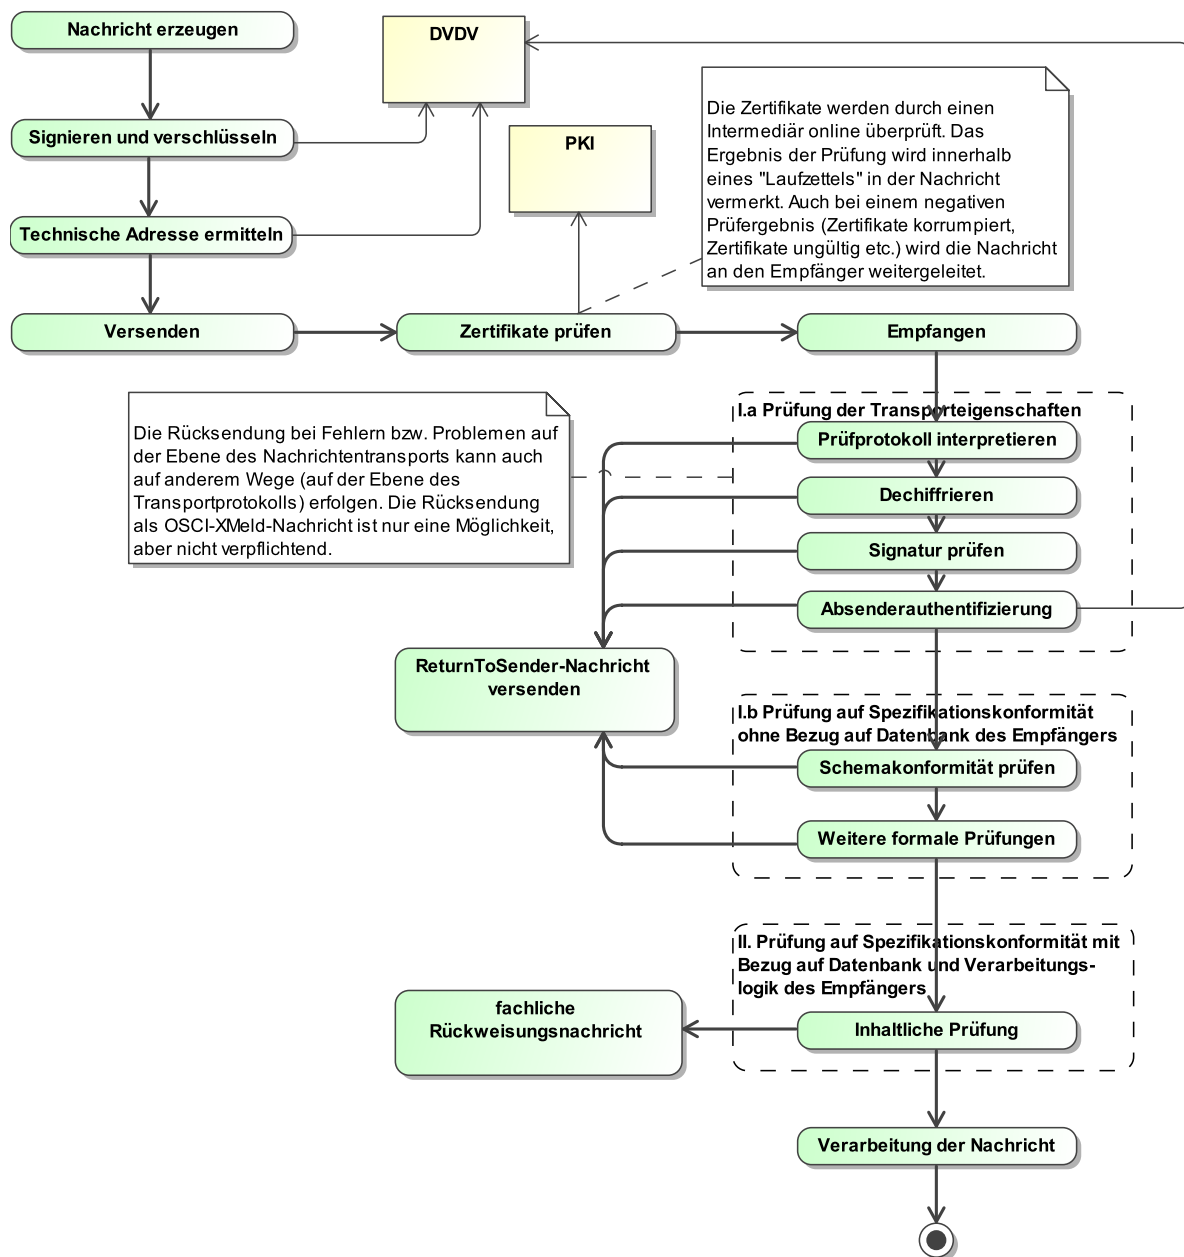 Nachricht erzeugen
DVDV
Die Zertifikate werden durch einen
Intermediär online überprüft. Das
Ergebnis der Prüfung wird innerhalb
eines "Laufzettels" in der Nachricht
vermerkt. Auch bei einem negativen
Prüfergebnis (Zertifikate korrumpiert,
Zertifikate ungültig etc.) wird die Nachricht
an den Empfänger weitergeleitet.
Signieren und verschlüsseln
PKI
Technische Adresse ermitteln
Versenden
Zertifikate prüfen
Empfangen
Die Rücksendung bei Fehlern bzw. Problemen auf
der Ebene des Nachrichtentransports kann auch
auf anderem Wege (auf der Ebene des
Transportprotokolls) erfolgen. Die Rücksendung
als OSCI-XMeld-Nachricht ist nur eine Möglichkeit,
aber nicht verpflichtend.
I.a Prüfung der Transporteigenschaften
Prüfprotokoll interpretieren
Dechiffrieren
Signatur prüfen
Absenderauthentifizierung
ReturnToSender-Nachricht
versenden
I.b Prüfung auf Spezifikationskonformität
ohne Bezug auf Datenbank des Empfängers
Schemakonformität prüfen
Weitere formale Prüfungen
II. Prüfung auf Spezifikationskonformität mit
Bezug auf Datenbank und Verarbeitungs-
logik des Empfängers
fachliche
Rückweisungsnachricht
Inhaltliche Prüfung
Verarbeitung der Nachricht